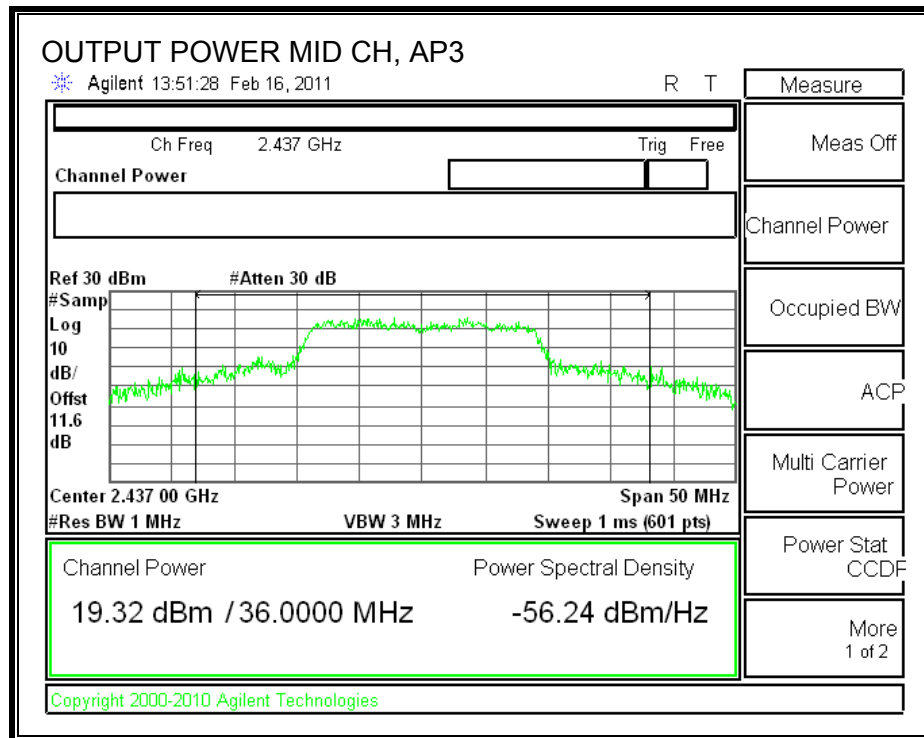 OUTPUT POWER MID CH, AP3
Agilent 13:51:28 Feb 16, 2011 R T
Measure
Ch Freq 2.437 GHz Trig Free
Meas Off
Channel Power
Channel Power
Ref 30 dBm #Atten 30 dB
#Samp
Log
10
dB/
Offst
11.6
dB
Occupied BW
ACP
Multi Carrier
Power
Center 2.437 00 GHz Span 50 MHz
#Res BW 1 MHz VBW 3 MHz Sweep 1 ms (601 pts)
Power Stat
CCDF
Channel Power Power Spectral Density
19.32 dBm / 36.0000 MHz -56.24 dBm/Hz
More
1 of 2
Copyright 2000-2010 Agilent Technologies